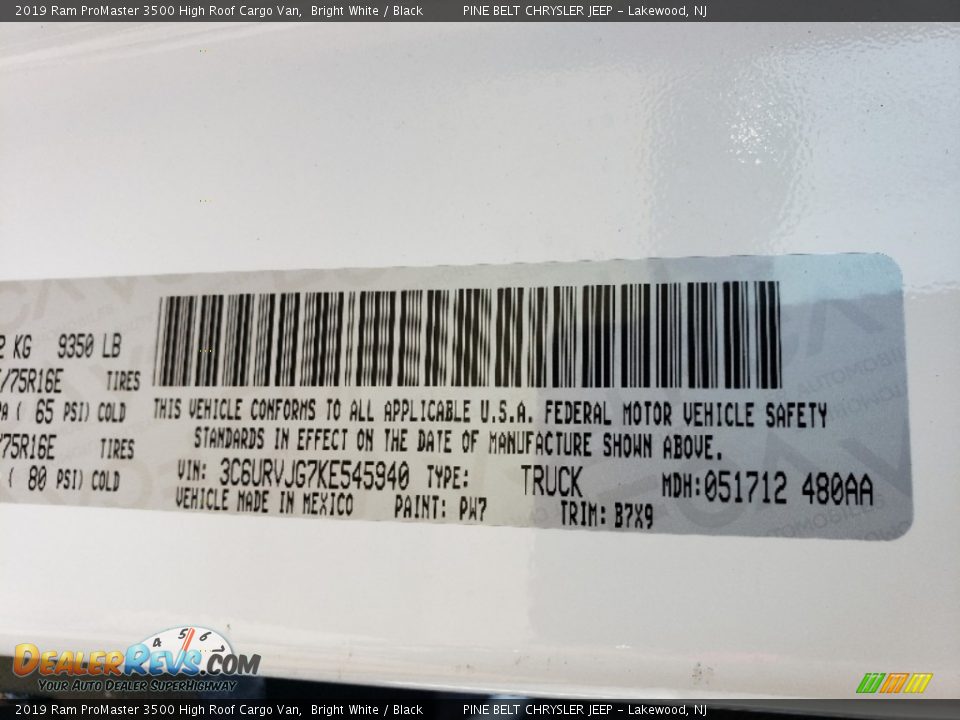 2019 Ram ProMaster 3500 High Roof Cargo Van, Bright White / Black PINE BELT CHRYSLER JEEP - Lakewood, NJ
KG 9350 LB
/75R16E TIRES
( 65 PSI) COLD
/75R16E TIRES
( 80 PSI) COLD
THIS VEHICLE CONFORMS TO ALL APPLICABLE U.S.A. FEDERAL MOTOR VEHICLE SAFETY
STANDARDS IN EFFECT ON THE DATE OF MANUFACTURE SHOWN ABOVE.
VIN: 3C6URVJG7KE545940 TYPE: TRUCK MDH:051712 480AA
VEHICLE MADE IN MEXICO PAINT: PW7 TRIM: B7X9
4 5 6 7
DEALERREVS.COM
YOUR AUTO DEALER SUPERHIGHWAY
2019 Ram ProMaster 3500 High Roof Cargo Van, Bright White / Black PINE BELT CHRYSLER JEEP - Lakewood, NJ